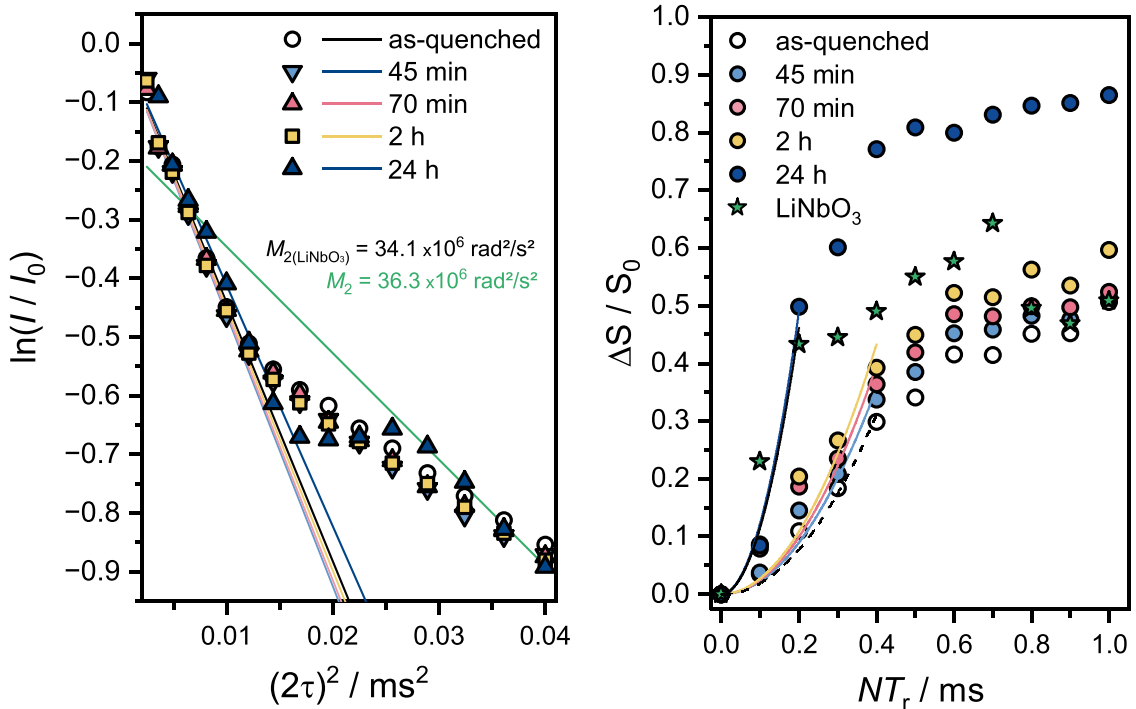 0.0
−0.1
−0.2
−0.3
−0.4
−0.5
−0.6
−0.7
−0.8
−0.9
ln(I / I0)
as-quenched
45 min
70 min
2 h
24 h
M2(LiNbO3) = 34.1 x10⁶ rad²/s²
M2 = 36.3 x10⁶ rad²/s²
0.01 0.02 0.03 0.04
(2τ)² / ms²
1.0
0.9
0.8
0.7
0.6
0.5
0.4
0.3
0.2
0.1
0.0
ΔS / S0
as-quenched
45 min
70 min
2 h
24 h
LiNbO3
0.0 0.2 0.4 0.6 0.8 1.0
NTr / ms